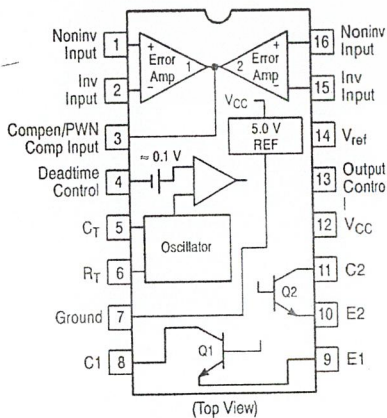 Noninv
Input
1
Inv
Input
2
Compen/PWN
Comp Input
3
Deadtime
Control
4
CT
5
RT
6
Ground
7
C1
8
+
Error
Amp
1
−
+
2
Error
Amp
−
VCC
5.0 V
REF
≈ 0.1 V
Oscillator
Q2
Q1
16
Noninv
Input
15
Inv
Input
14
Vref
13
Output
Contro
l
12
VCC
11
C2
10
E2
9
E1
(Top View)